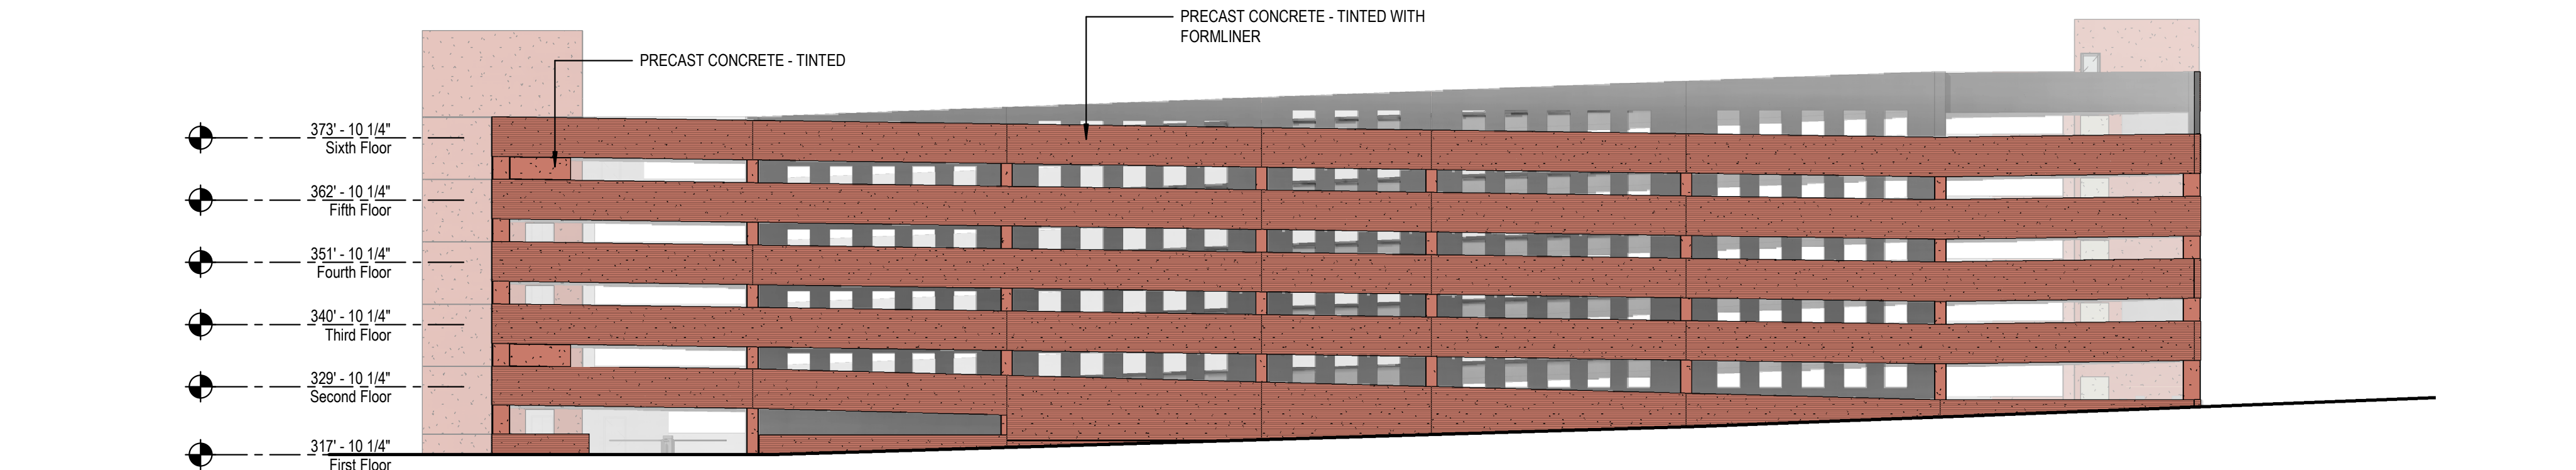 PRECAST CONCRETE - TINTED WITH
FORMLINER
PRECAST CONCRETE - TINTED
373' - 10 1/4"
Sixth Floor
362' - 10 1/4"
Fifth Floor
351' - 10 1/4"
Fourth Floor
340' - 10 1/4"
Third Floor
329' - 10 1/4"
Second Floor
317' - 10 1/4"
First Floor